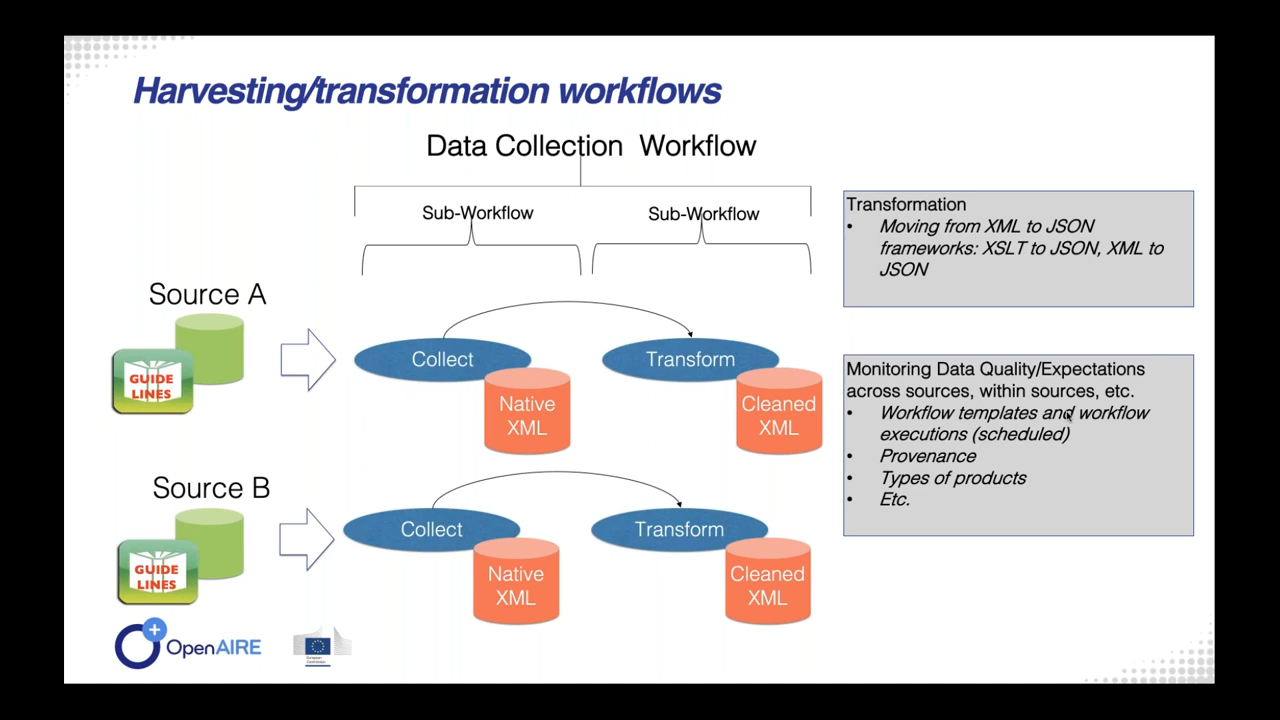 Harvesting/transformation workflows
Data Collection Workflow
Sub-Workflow
Sub-Workflow
Transformation
• Moving from XML to JSON
frameworks: XSLT to JSON, XML to
JSON
Source A
GUIDE
LINES
Collect
Transform
Native
XML
Cleaned
XML
Monitoring Data Quality/Expectations
across sources, within sources, etc.
• Workflow templates and workflow
executions (scheduled)
• Provenance
• Types of products
• Etc.
Source B
GUIDE
LINES
Collect
Transform
Native
XML
Cleaned
XML
OpenAIRE
European
Commission